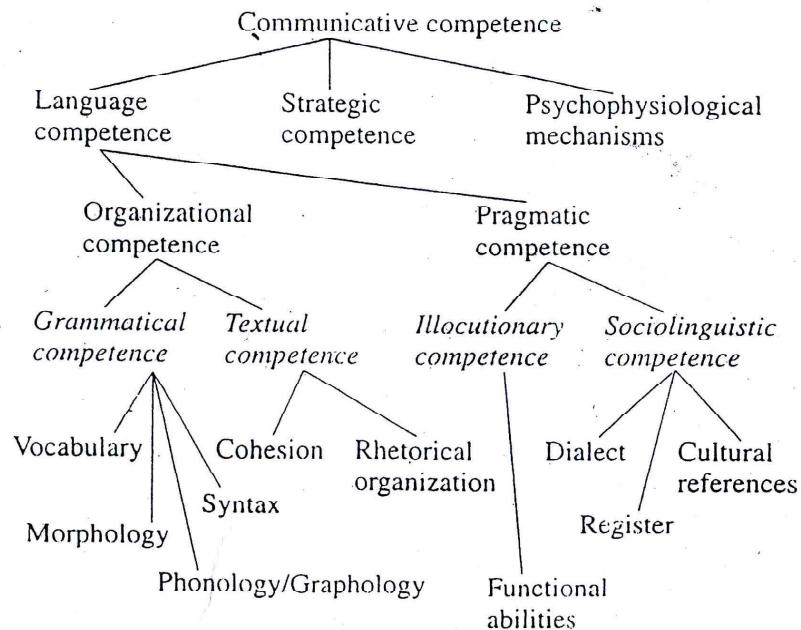 Communicative competence
Language
competence
Strategic
competence
Psychophysiological
mechanisms
Organizational
competence
Pragmatic
competence
Grammatical
competence
Textual
competence
Illocutionary
competence
Sociolinguistic
competence
Vocabulary
Morphology
Phonology/Graphology
Syntax
Cohesion
Rhetorical
organization
Functional
abilities
Dialect
Register
Cultural
references